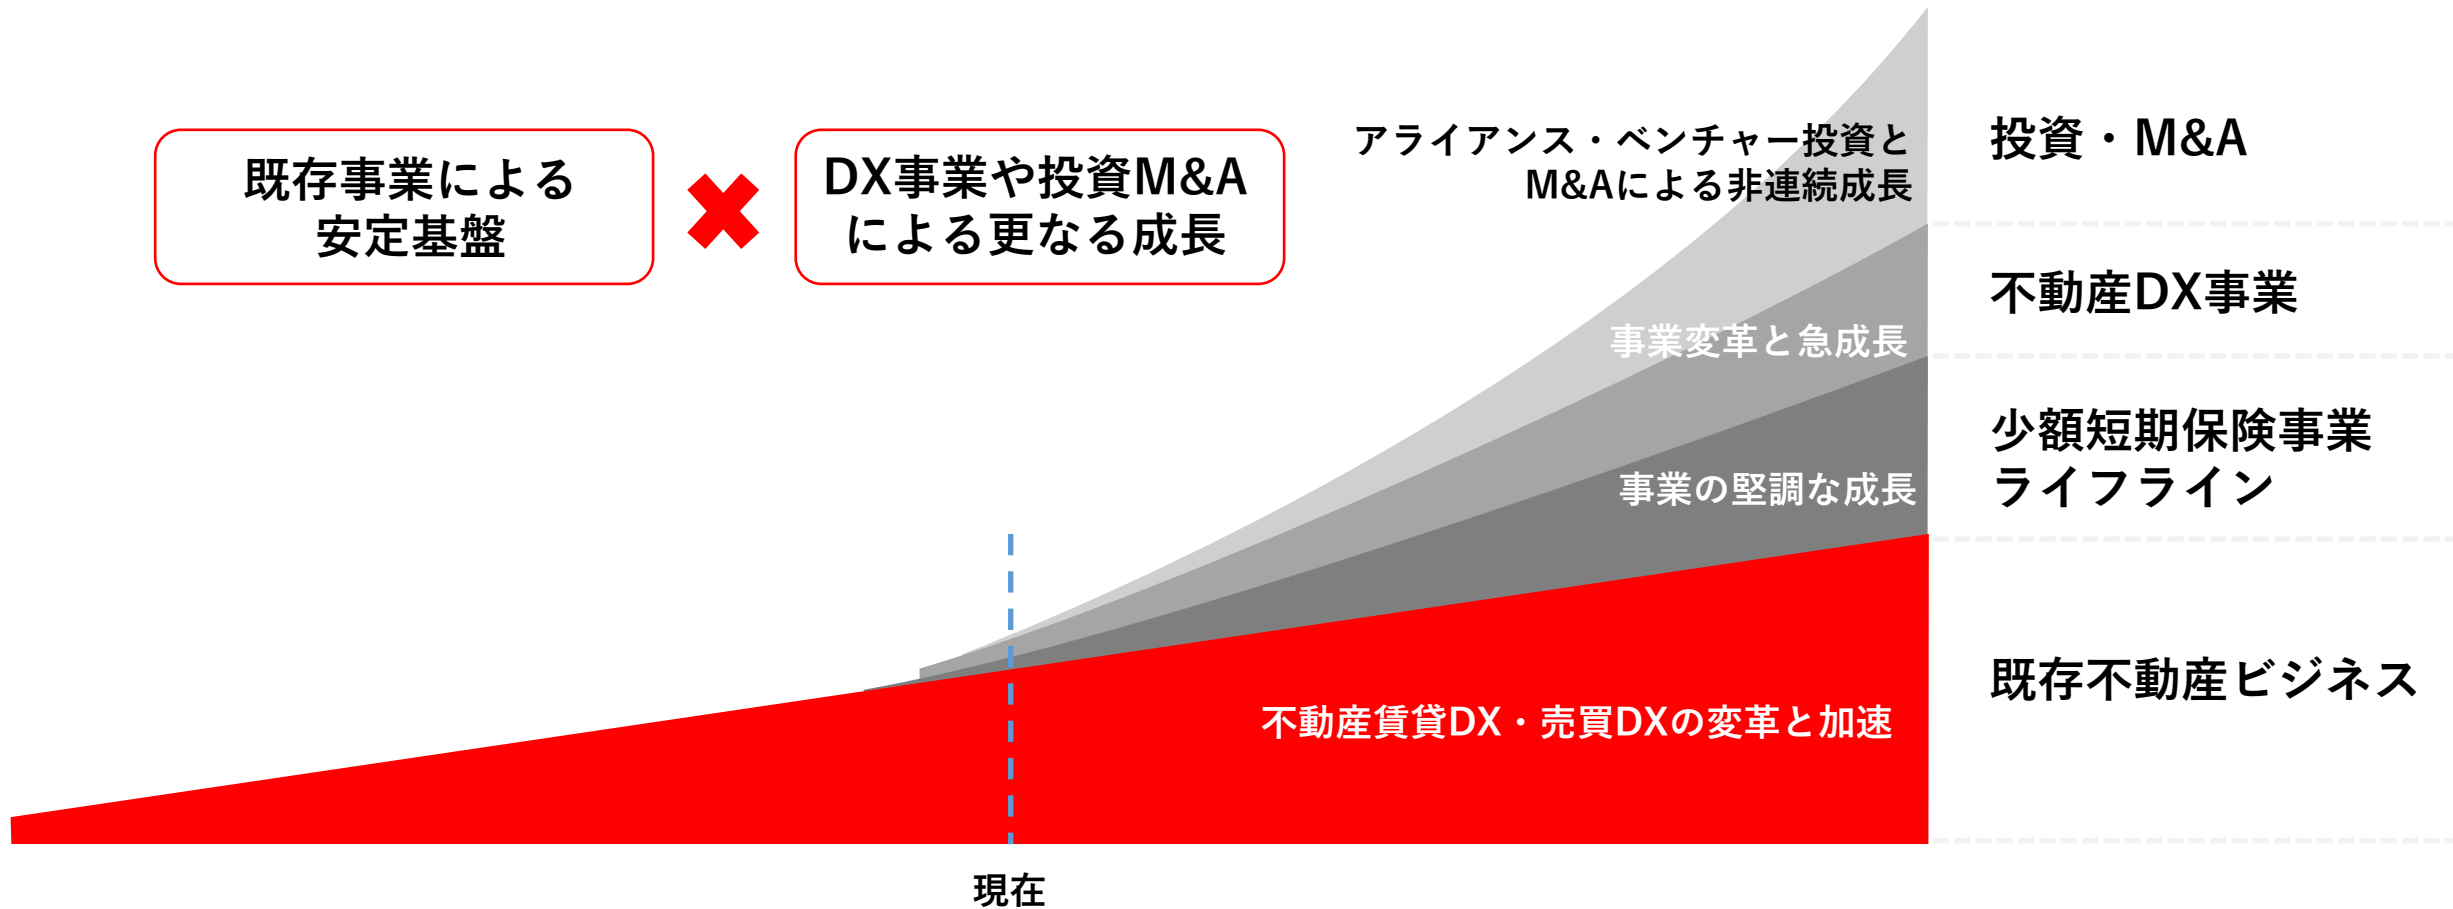 既存事業による
安定基盤
DX事業や投資M&A
による更なる成長
アライアンス・ベンチャー投資と
M&Aによる非連続成長
投資・M&A
事業変革と急成長
不動産DX事業
事業の堅調な成長
少額短期保険事業
ライフライン
不動産賃貸DX・売買DXの変革と加速
既存不動産ビジネス
現在